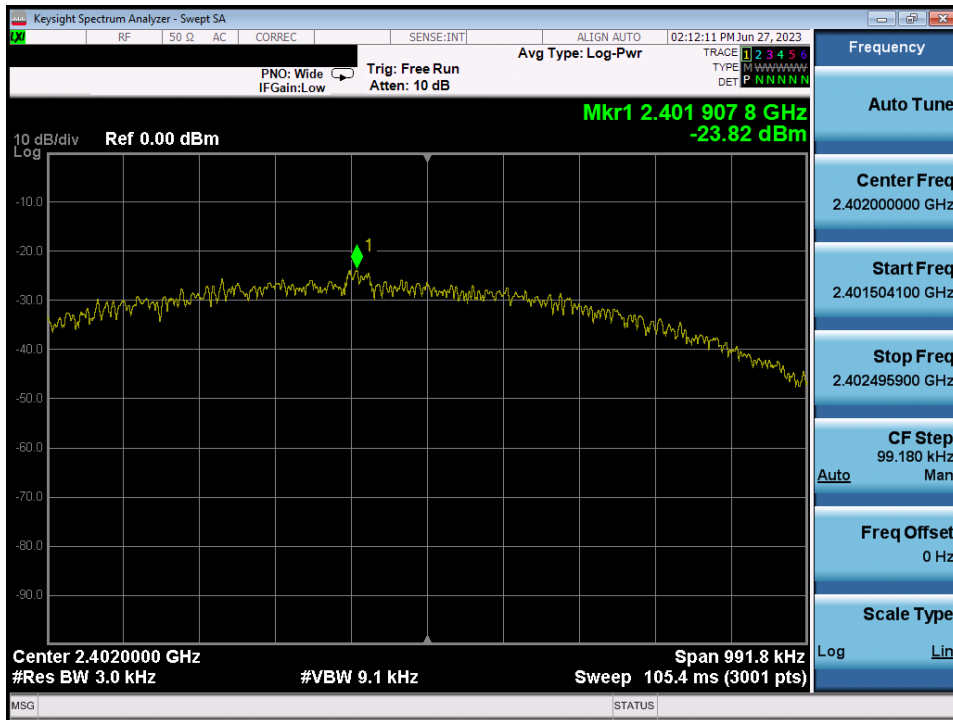 Keysight Spectrum Analyzer - Swept SA
LXI RF 50 Ω AC CORREC SENSE:INT ALIGN AUTO 02:12:11 PM Jun 27, 2023
Avg Type: Log-Pwr TRACE 1 2 3 4 5 6
PNO: Wide Trig: Free Run TYPE M W W W W W
IFGain:Low Atten: 10 dB DET P N N N N N
Mkr1 2.401 907 8 GHz
-23.82 dBm
10 dB/div Ref 0.00 dBm
Log
-10.0
-20.0
1
-30.0
-40.0
-50.0
-60.0
-70.0
-80.0
-90.0
Center 2.4020000 GHz Span 991.8 kHz
#Res BW 3.0 kHz #VBW 9.1 kHz Sweep 105.4 ms (3001 pts)
MSG STATUS
Frequency
Auto Tune
Center Freq
2.402000000 GHz
Start Freq
2.401504100 GHz
Stop Freq
2.402495900 GHz
CF Step
99.180 kHz
Auto Man
Freq Offset
0 Hz
Scale Type
Log Lin